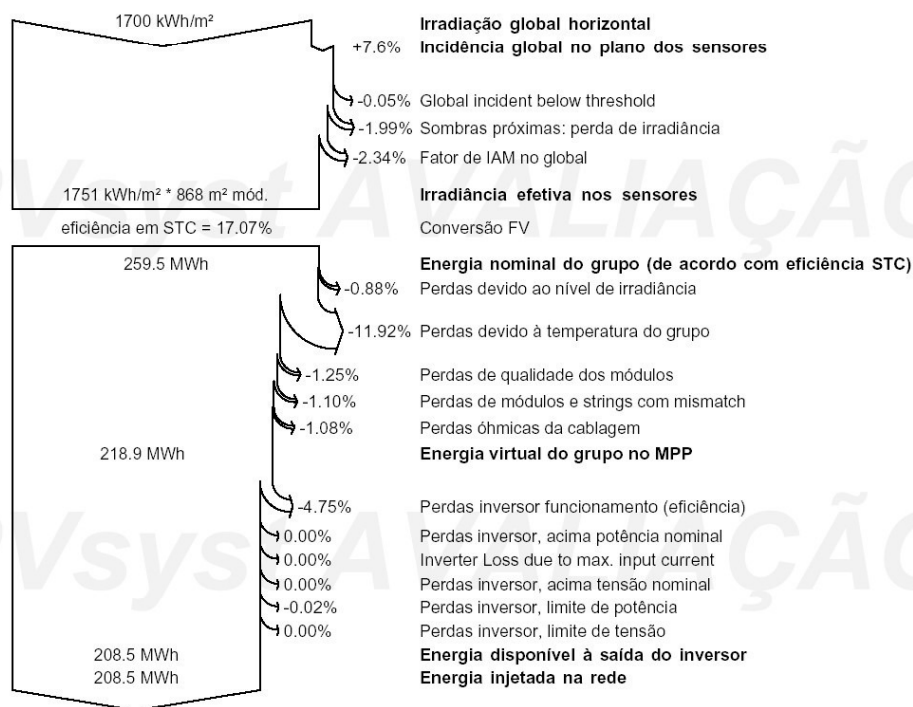 1700 kWh/m² Irradiação global horizontal
+7.6% Incidência global no plano dos sensores
-0.05% Global incident below threshold
-1.99% Sombras próximas: perda de irradiância
-2.34% Fator de IAM no global
1751 kWh/m² * 868 m² mód. Irradiância efetiva nos sensores
eficiência em STC = 17.07% Conversão FV
259.5 MWh Energia nominal do grupo (de acordo com eficiência STC)
-0.88% Perdas devido ao nível de irradiância
-11.92% Perdas devido à temperatura do grupo
-1.25% Perdas de qualidade dos módulos
-1.10% Perdas de módulos e strings com mismatch
-1.08% Perdas óhmicas da cablagem
218.9 MWh Energia virtual do grupo no MPP
-4.75% Perdas inversor funcionamento (eficiência)
0.00% Perdas inversor, acima potência nominal
0.00% Inverter Loss due to max. input current
0.00% Perdas inversor, acima tensão nominal
-0.02% Perdas inversor, limite de potência
0.00% Perdas inversor, limite de tensão
208.5 MWh Energia disponível à saída do inversor
208.5 MWh Energia injetada na rede
Vsyst AVALIAÇÃO
Vsyst AVALIAÇÃO